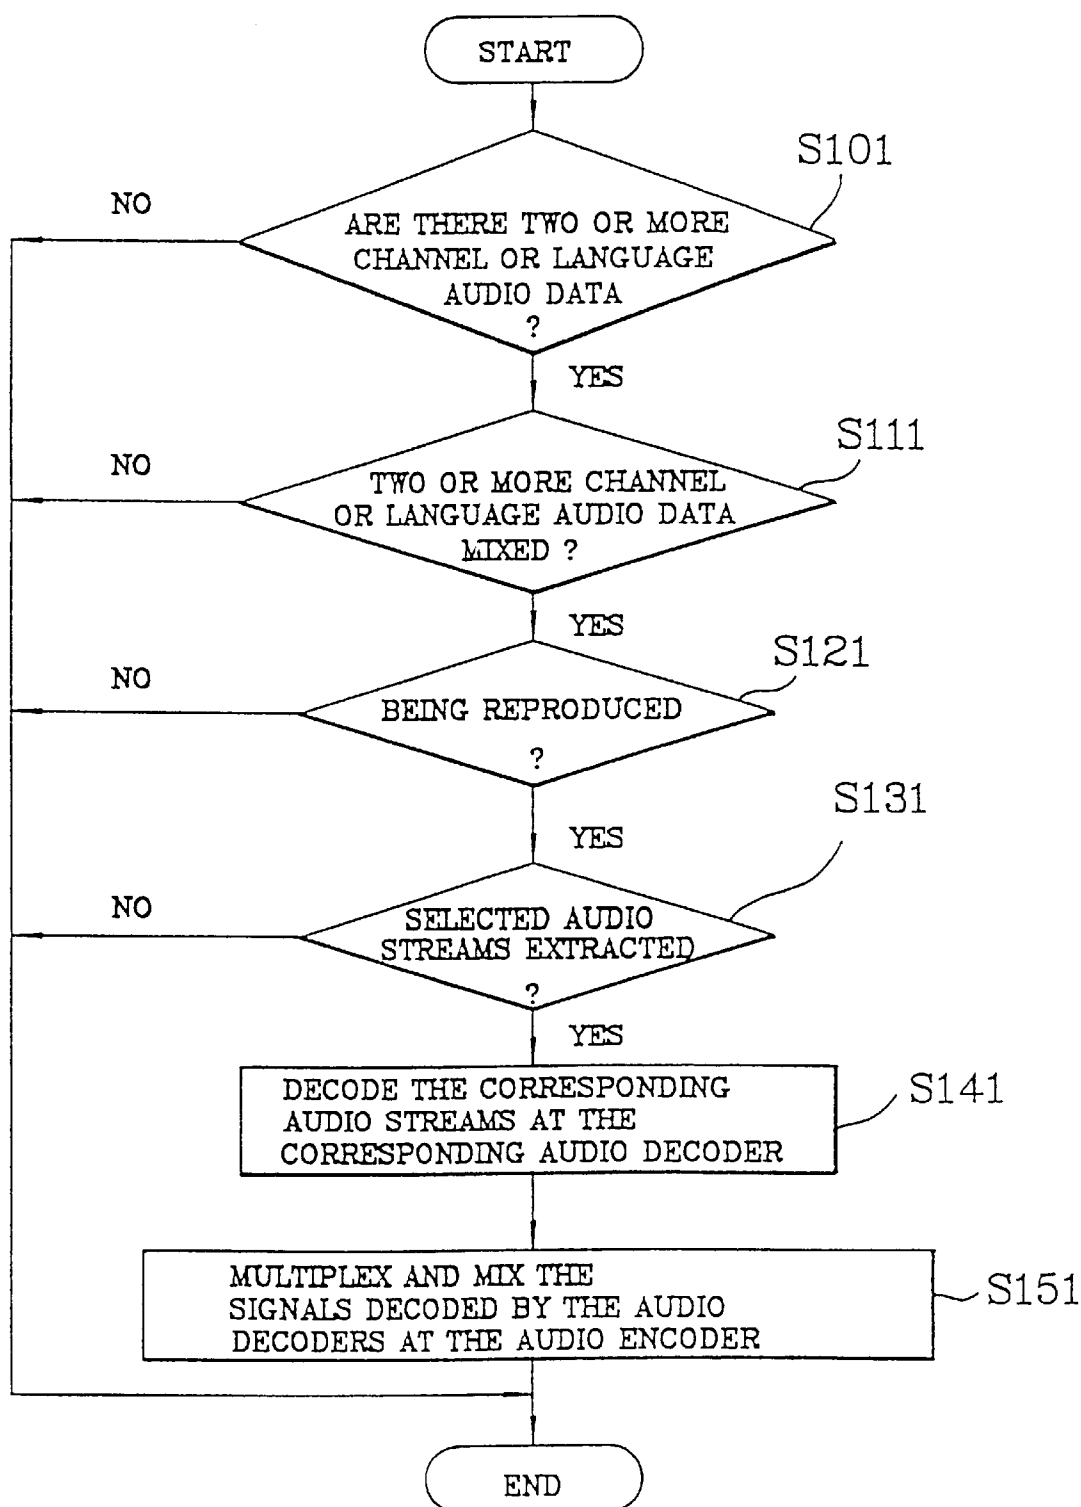 START
S101
NO
ARE THERE TWO OR MORE
CHANNEL OR LANGUAGE
AUDIO DATA
?
YES
S111
NO
TWO OR MORE CHANNEL
OR LANGUAGE AUDIO DATA
MIXED ?
YES
S121
NO
BEING REPRODUCED
?
YES
S131
NO
SELECTED AUDIO
STREAMS EXTRACTED
?
YES
S141
DECODE THE CORRESPONDING
AUDIO STREAMS AT THE
CORRESPONDING AUDIO DECODER
S151
MULTIPLEX AND MIX THE
SIGNALS DECODED BY THE AUDIO
DECODERS AT THE AUDIO ENCODER
END